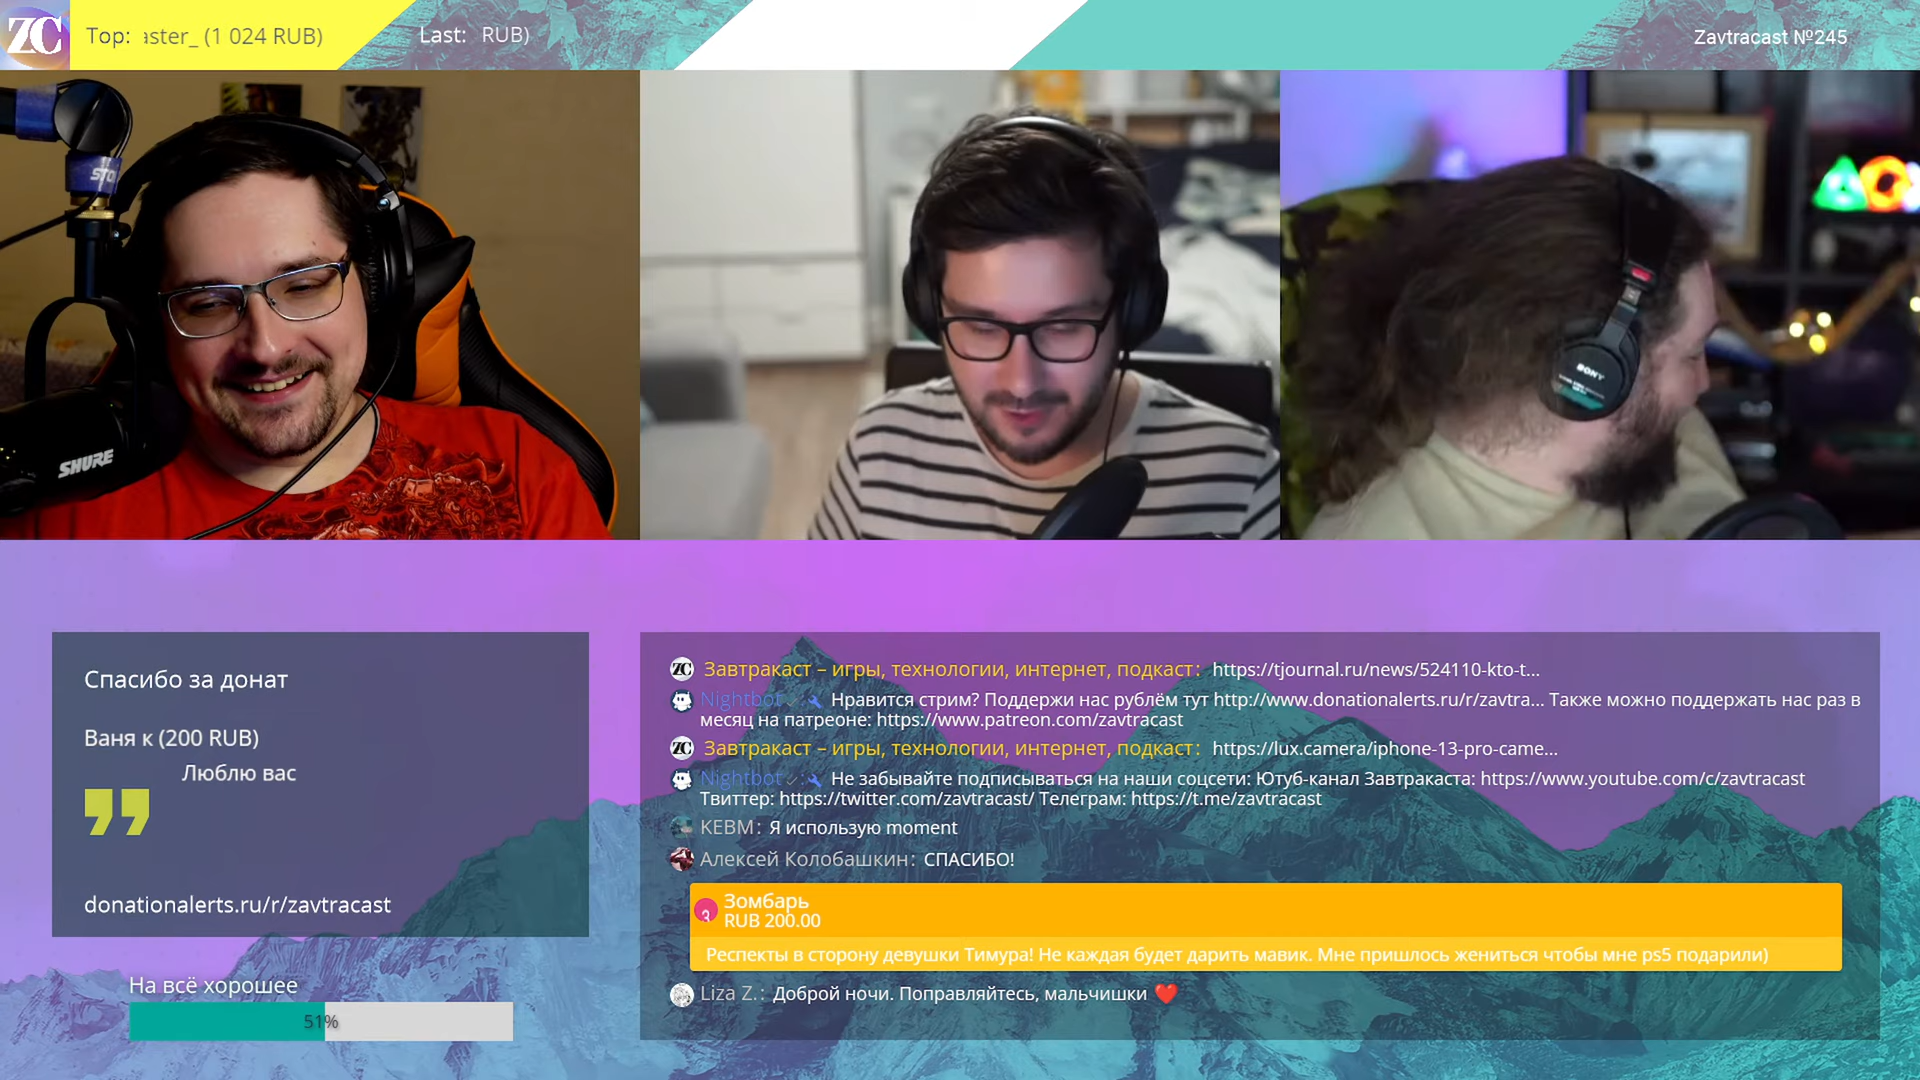 ZC
Top: aster_ (1 024 RUB)
Last: RUB)
Zavtracast №245
STO
SHURE
SONY
Спасибо за донат
Ваня к (200 RUB)
Люблю вас
donationalerts.ru/r/zavtracast
На всё хорошее
51%
ZC Завтракаст – игры, технологии, интернет, подкаст: https://tjournal.ru/news/524110-kto-t...
Nightbot Нравится стрим? Поддержи нас рублём тут http://www.donationalerts.ru/r/zavtra... Также можно поддержать нас раз в
месяц на патреоне: https://www.patreon.com/zavtracast
ZC Завтракаст – игры, технологии, интернет, подкаст: https://lux.camera/iphone-13-pro-came...
Nightbot Не забывайте подписываться на наши соцсети: Ютуб-канал Завтракаста: https://www.youtube.com/c/zavtracast
Твиттер: https://twitter.com/zavtracast/ Телеграм: https://t.me/zavtracast
KEBM: Я использую moment
Алексей Колобашкин: СПАСИБО!
З Зомбарь
RUB 200.00
Респекты в сторону девушки Тимура! Не каждая будет дарить мавик. Мне пришлось жениться чтобы мне ps5 подарили)
Liza Z.: Доброй ночи. Поправляйтесь, мальчишки ❤️